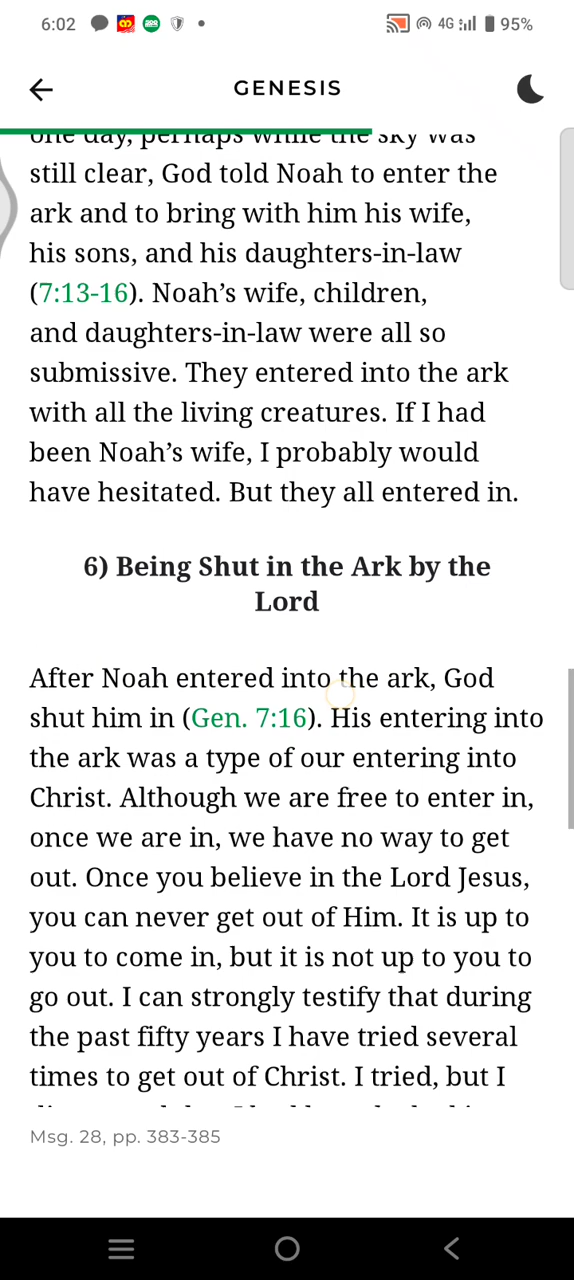 6:02
4G
95%
GENESIS
one day, perhaps while the sky was
still clear, God told Noah to enter the
ark and to bring with him his wife,
his sons, and his daughters-in-law
(7:13-16). Noah’s wife, children,
and daughters-in-law were all so
submissive. They entered into the ark
with all the living creatures. If I had
been Noah’s wife, I probably would
have hesitated. But they all entered in.
6) Being Shut in the Ark by the
Lord
After Noah entered into the ark, God
shut him in (Gen. 7:16). His entering into
the ark was a type of our entering into
Christ. Although we are free to enter in,
once we are in, we have no way to get
out. Once you believe in the Lord Jesus,
you can never get out of Him. It is up to
you to come in, but it is not up to you to
go out. I can strongly testify that during
the past fifty years I have tried several
times to get out of Christ. I tried, but I
Msg. 28, pp. 383-385